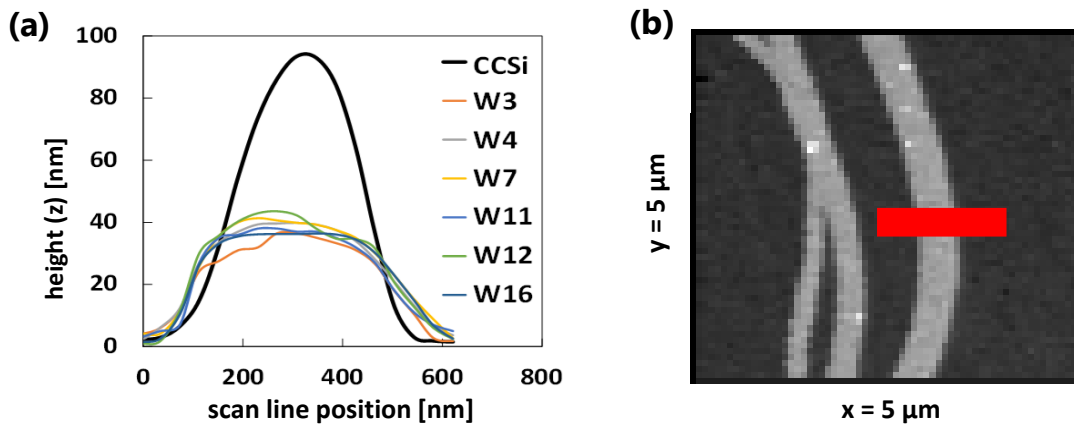 (a)
100
80
60
40
20
0
height (z) [nm]
0 200 400 600 800
scan line position [nm]
CCSi
W3
W4
W7
W11
W12
W16
(b)
y = 5 µm
x = 5 µm